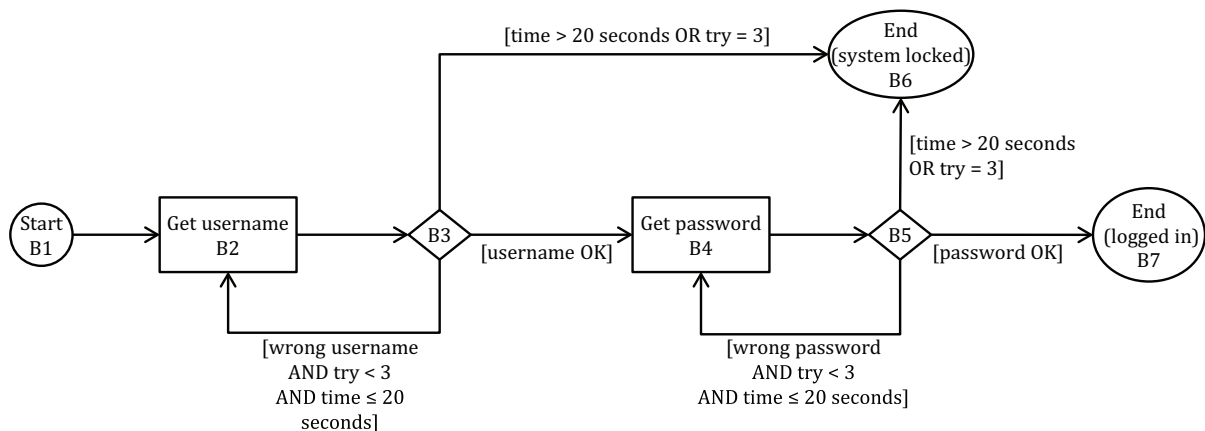 [time > 20 seconds OR try = 3]
End
(system locked)
B6
[time > 20 seconds
OR try = 3]
Start
B1
Get username
B2
B3
[username OK]
Get password
B4
B5
[password OK]
End
(logged in)
B7
[wrong username
AND try < 3
AND time ≤ 20
seconds]
[wrong password
AND try < 3
AND time ≤ 20 seconds]